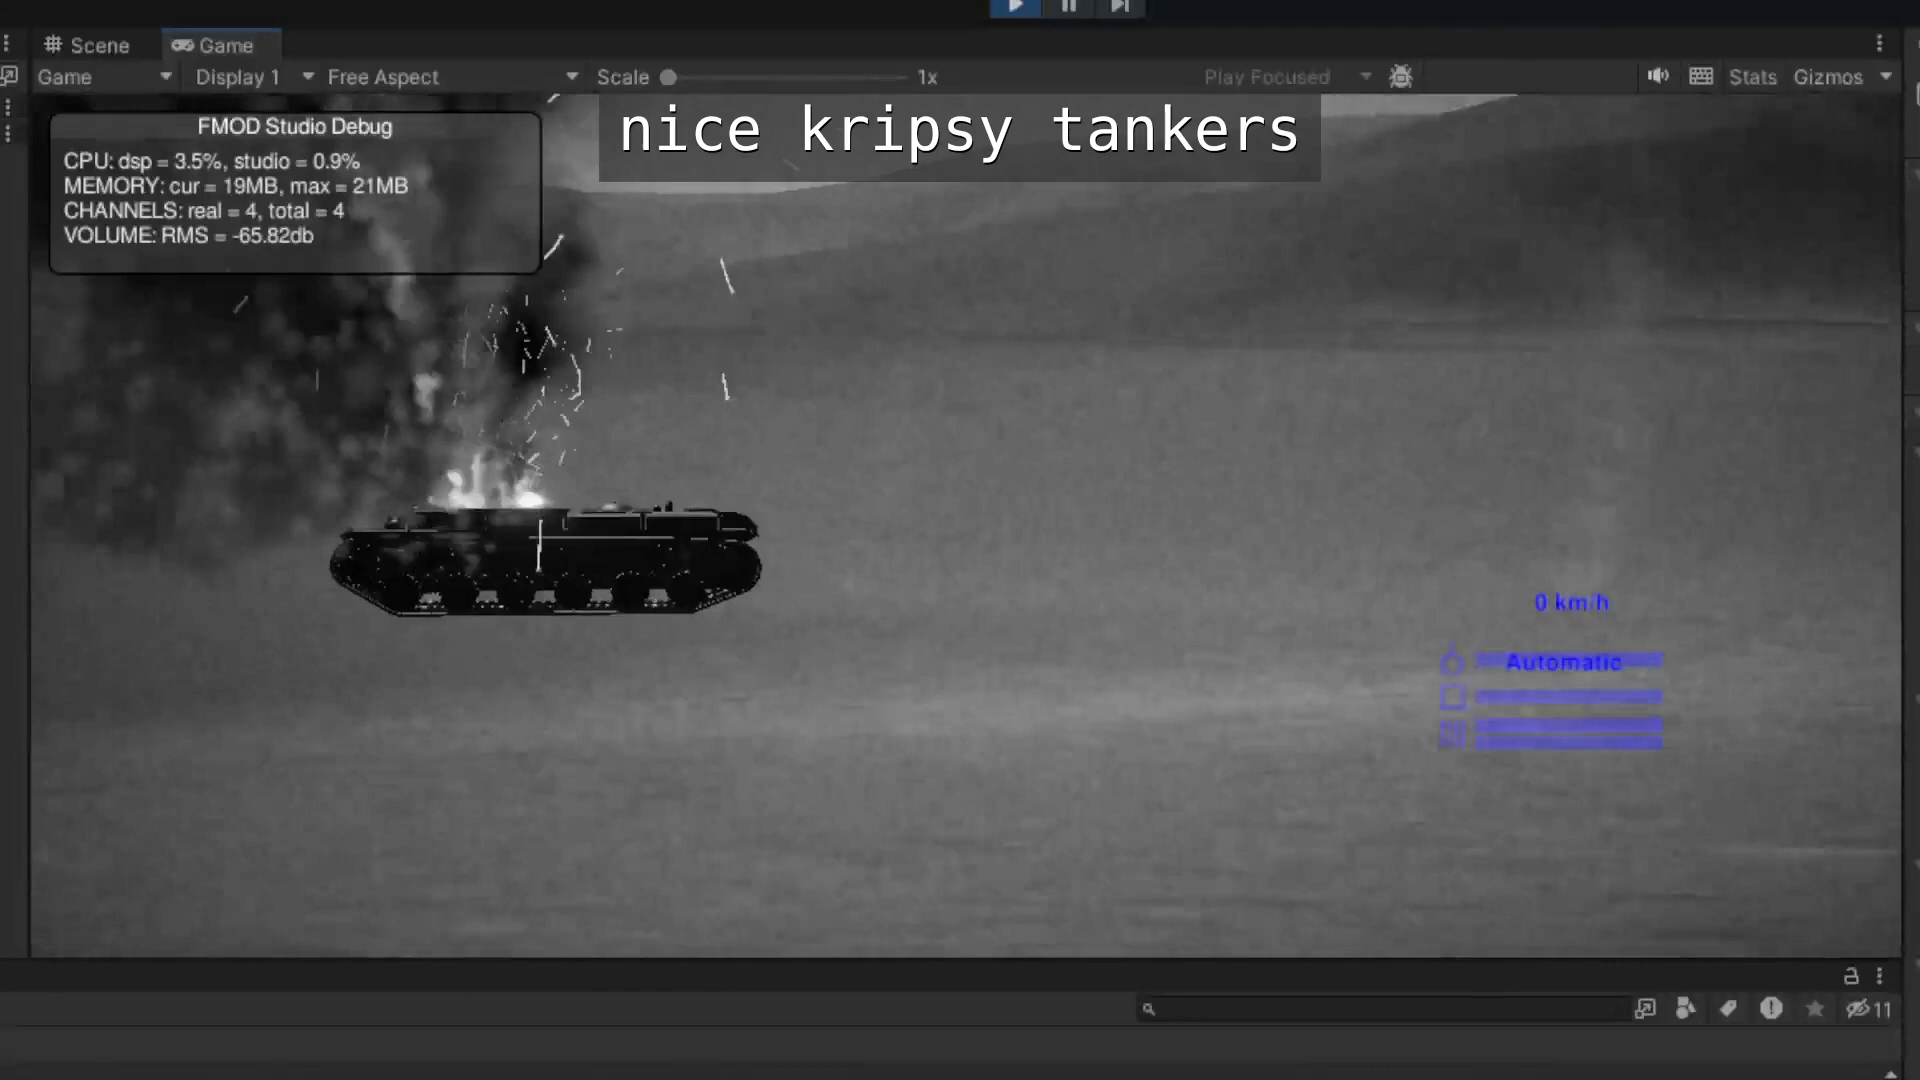 Scene
Game
Game
Display 1
Free Aspect
Scale
1x
Play Focused
Stats
Gizmos
nice kripsy tankers
FMOD Studio Debug
CPU: dsp = 3.5%, studio = 0.9%
MEMORY: cur = 19MB, max = 21MB
CHANNELS: real = 4, total = 4
VOLUME: RMS = -65.82db
0 km/h
Automatic
11